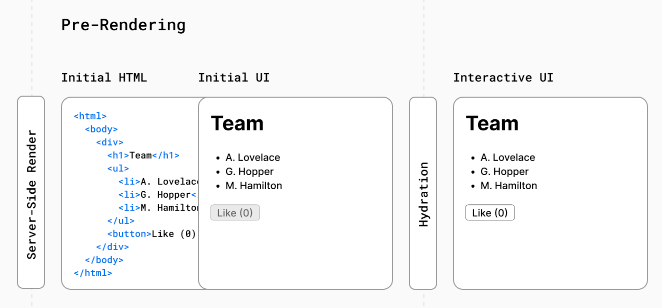 Pre-Rendering
Initial HTML
Initial UI
Interactive UI
Server-Side Render
<html>
<body>
<div>
<h1>Team</h1>
<ul>
<li>A. Lovelace
<li>G. Hopper<
<li>M. Hamilton
</ul>
<button>Like (0)
</div>
</body>
</html>
Team
• A. Lovelace
• G. Hopper
• M. Hamilton
Like (0)
Hydration
Team
• A. Lovelace
• G. Hopper
• M. Hamilton
Like (0)